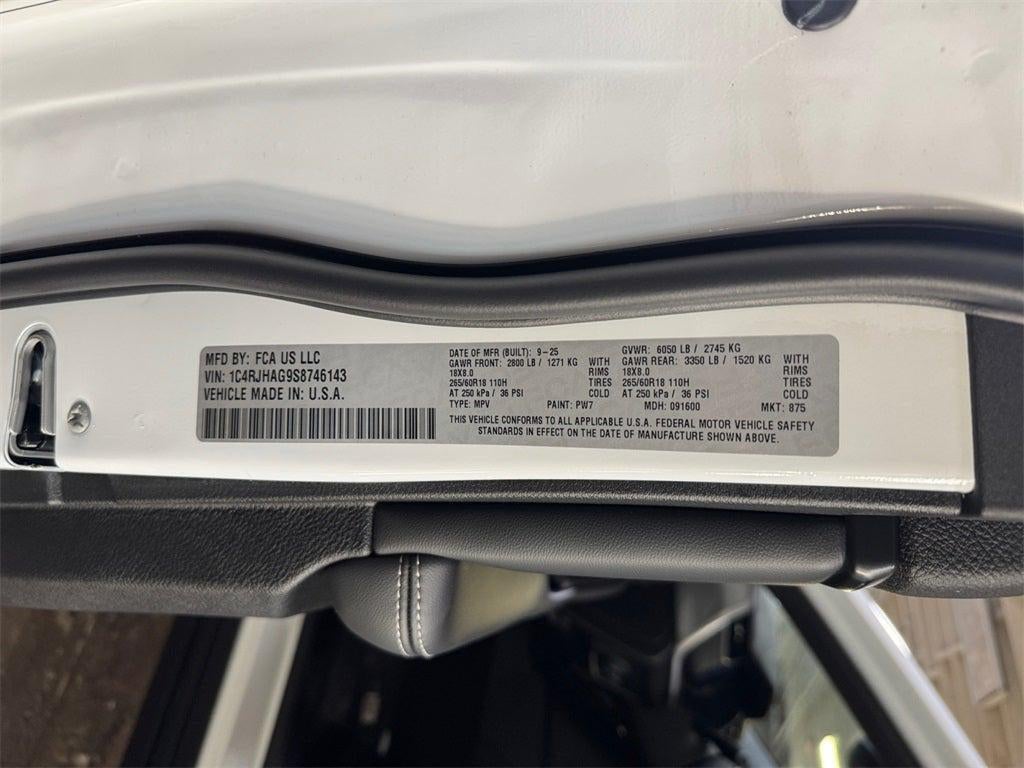 MFD BY: FCA US LLC
VIN: 1C4RJHAG9S8746143
VEHICLE MADE IN: U.S.A.
DATE OF MFR (BUILT): 9-25
GVWR: 6050 LB / 2745 KG
GAWR FRONT: 2800 LB / 1271 KG WITH
18X8.0 RIMS
265/60R18 110H TIRES
AT 250 kPA / 36 PSI COLD
GAWR REAR: 3350 LB / 1520 KG WITH
18X8.0 RIMS
265/60R18 110H TIRES
AT 250 kPA / 36 PSI COLD
TYPE: MPV PAINT: PW7 MDH: 091600 MKT: 875
THIS VEHICLE CONFORMS TO ALL APPLICABLE U.S.A. FEDERAL MOTOR VEHICLE SAFETY
STANDARDS IN EFFECT ON THE DATE OF MANUFACTURE SHOWN ABOVE.